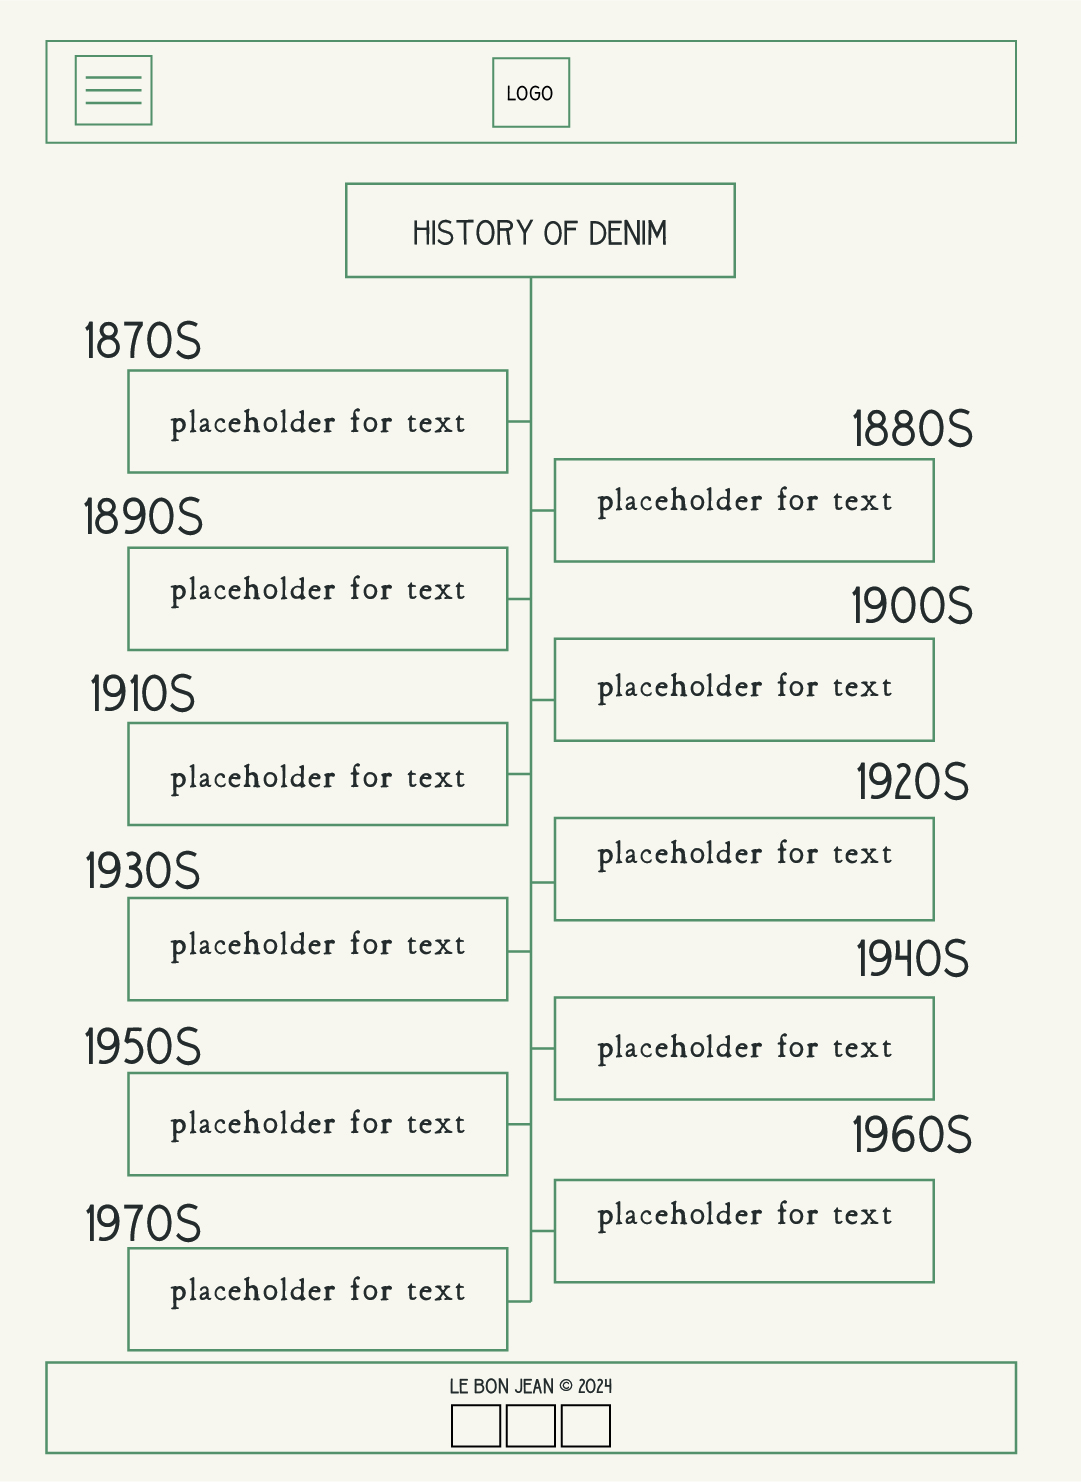 LOGO
HISTORY OF DENIM
1870S
placeholder for text
1880S
placeholder for text
1890S
placeholder for text
1900S
placeholder for text
1910S
placeholder for text
1920S
placeholder for text
1930S
placeholder for text
1940S
placeholder for text
1950S
placeholder for text
1960S
placeholder for text
1970S
placeholder for text
LE BON JEAN © 2024